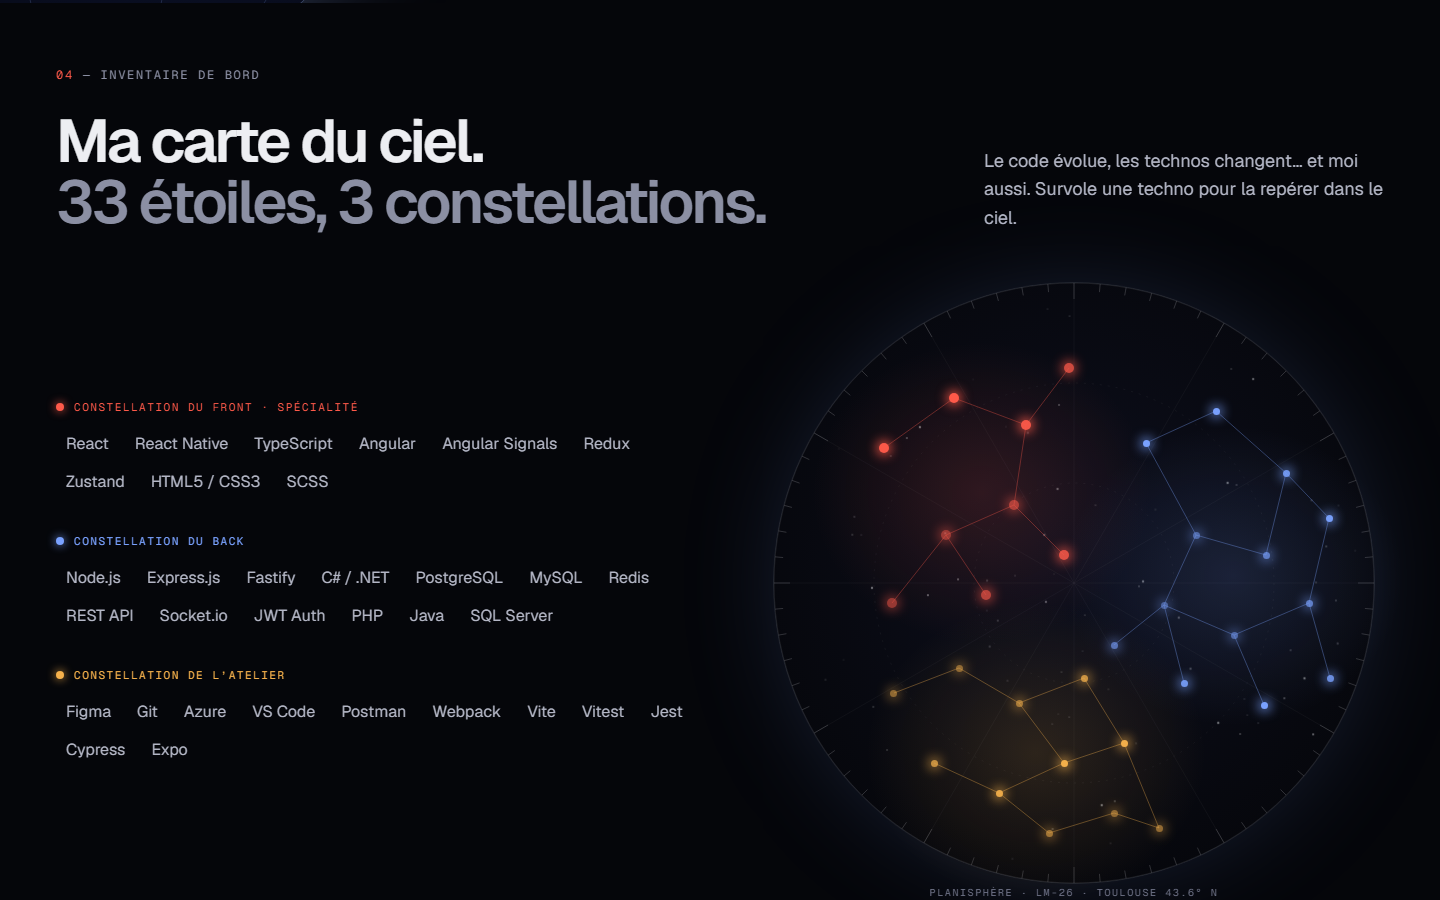 04 — INVENTAIRE DE BORD
Ma carte du ciel.
33 étoiles, 3 constellations.
Le code évolue, les technos changent... et moi
aussi. Survole une techno pour la repérer dans le
ciel.
CONSTELLATION DU FRONT · SPÉCIALITÉ
React React Native TypeScript Angular Angular Signals Redux
Zustand HTML5 / CSS3 SCSS
CONSTELLATION DU BACK
Node.js Express.js Fastify C# / .NET PostgreSQL MySQL Redis
REST API Socket.io JWT Auth PHP Java SQL Server
CONSTELLATION DE L'ATELIER
Figma Git Azure VS Code Postman Webpack Vite Vitest Jest
Cypress Expo
PLANISPHÈRE · LM-26 · TOULOUSE 43.6° N